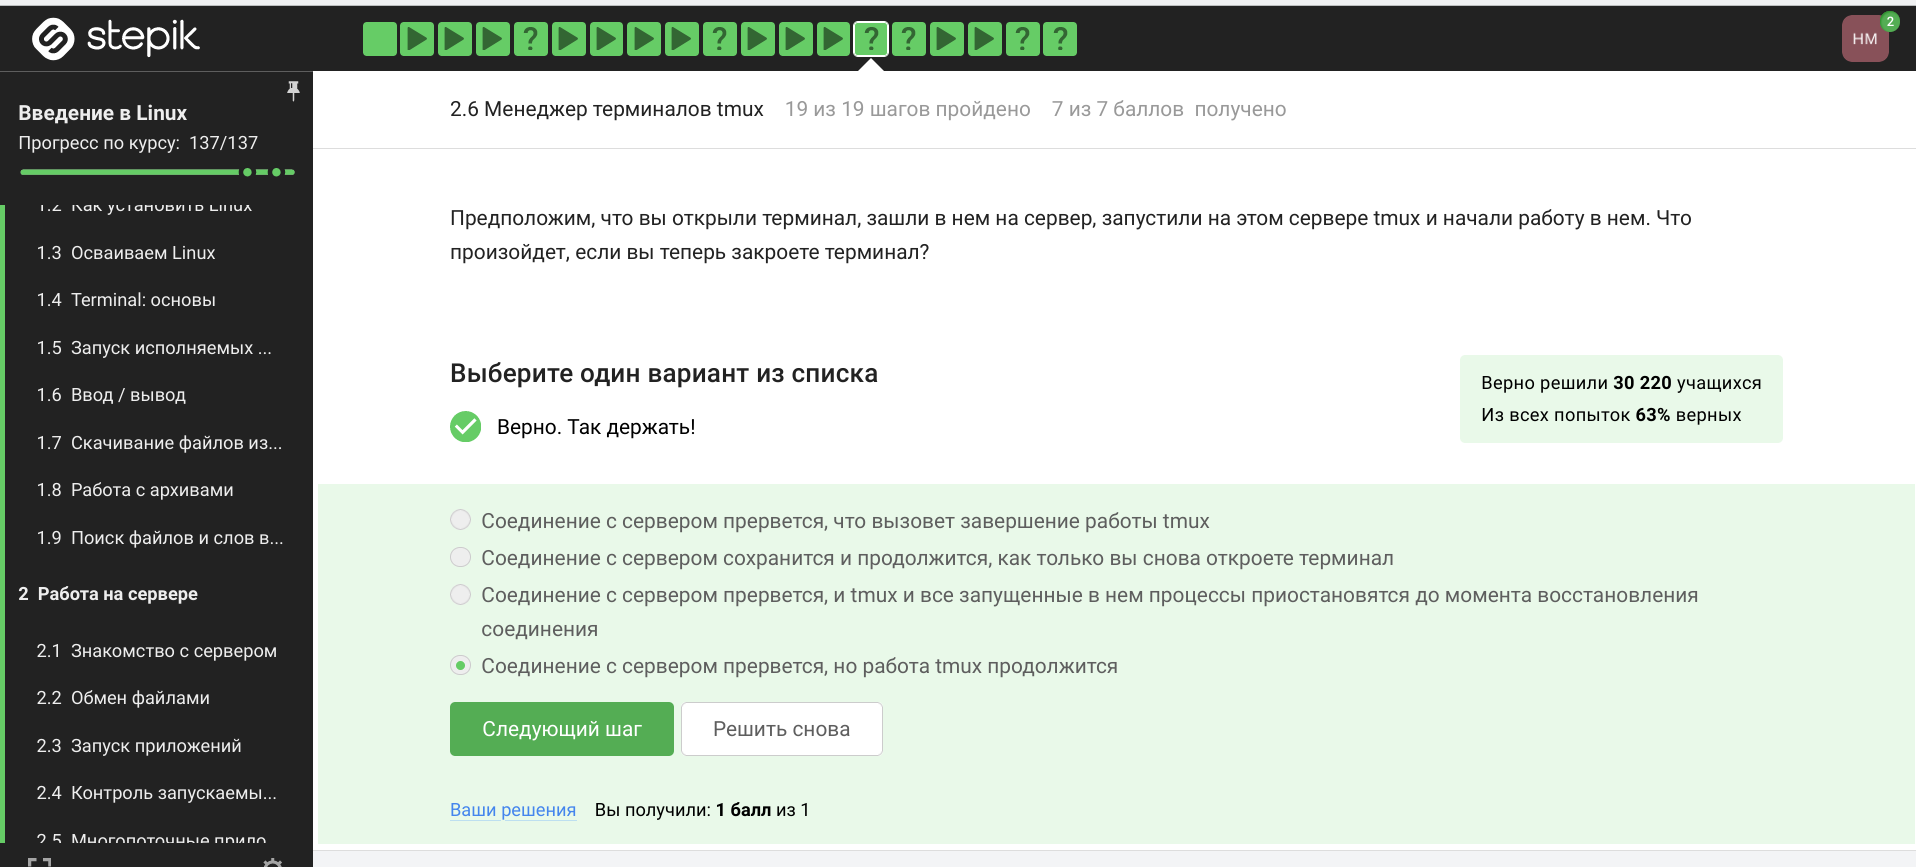 stepik
?
?
?
?
?
?
НМ
2
Введение в Linux
Прогресс по курсу: 137/137
1.2 Как установить Linux
1.3 Осваиваем Linux
1.4 Terminal: основы
1.5 Запуск исполняемых ...
1.6 Ввод / вывод
1.7 Скачивание файлов из...
1.8 Работа с архивами
1.9 Поиск файлов и слов в...
2 Работа на сервере
2.1 Знакомство с сервером
2.2 Обмен файлами
2.3 Запуск приложений
2.4 Контроль запускаемы...
2.5 Многопоточные прило...
2.6 Менеджер терминалов tmux 19 из 19 шагов пройдено 7 из 7 баллов получено
Предположим, что вы открыли терминал, зашли в нем на сервер, запустили на этом сервере tmux и начали работу в нем. Что
произойдет, если вы теперь закроете терминал?
Выберите один вариант из списка
Верно. Так держать!
Верно решили 30 220 учащихся
Из всех попыток 63% верных
Соединение с сервером прервется, что вызовет завершение работы tmux
Соединение с сервером сохранится и продолжится, как только вы снова откроете терминал
Соединение с сервером прервется, и tmux и все запущенные в нем процессы приостановятся до момента восстановления
соединения
Соединение с сервером прервется, но работа tmux продолжится
Следующий шаг
Решить снова
Ваши решения Вы получили: 1 балл из 1